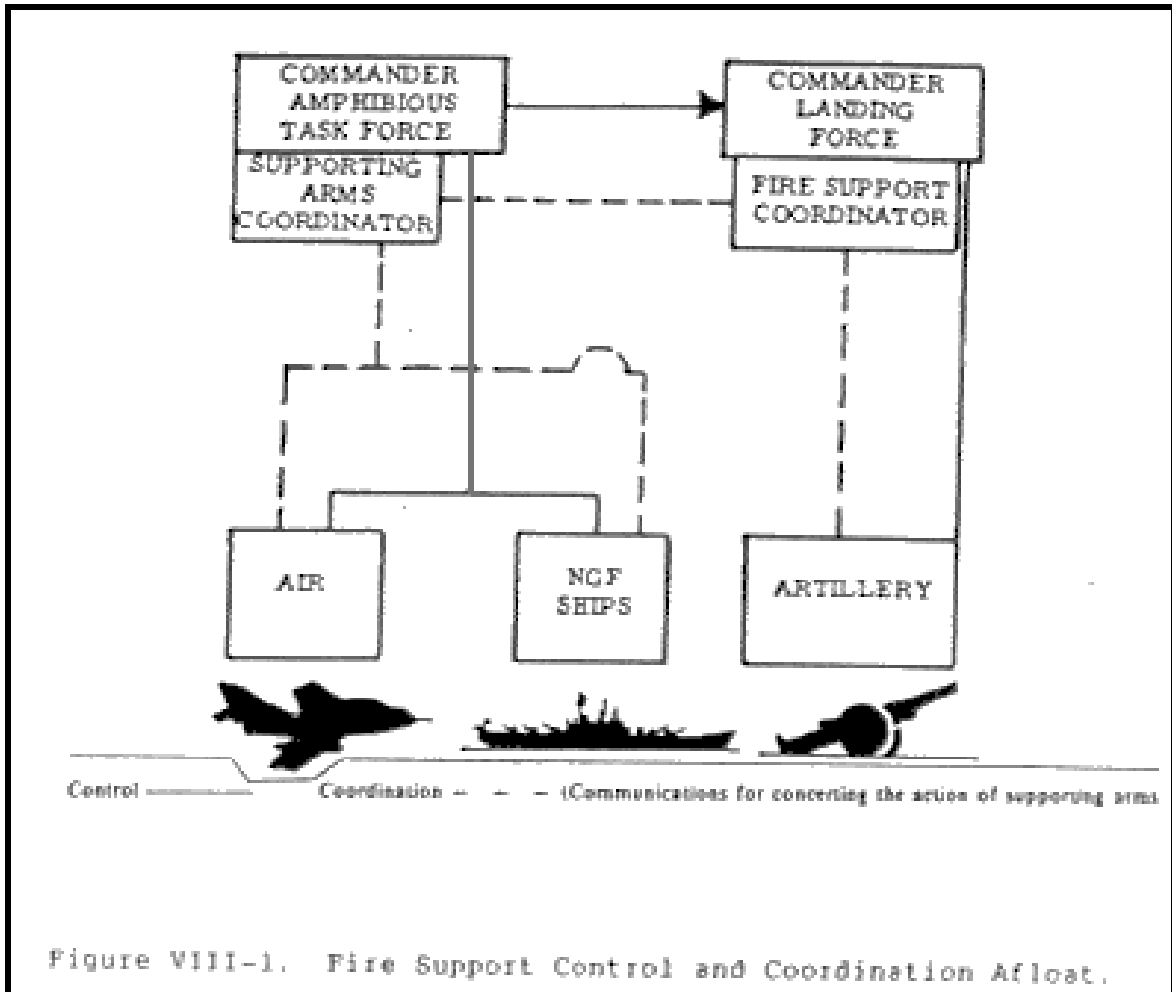 COMMANDER
AMPHIBIOUS
TASK FORCE
SUPPORTING
ARMS
COORDINATOR
COMMANDER
LANDING
FORCE
FIRE SUPPORT
COORDINATOR
AIR
NGF
SHIPS
ARTILLERY
Control
Coordination (Communications for concerting the action of supporting arms
Figure VIII-1. Fire Support Control and Coordination Afloat.